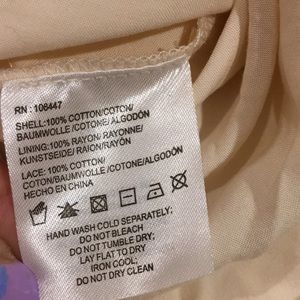 RN : 106447
SHELL:100% COTTON/COTON/
BAUMWOLLE /COTONE/ ALGODÓN
LINING:100% RAYON/ RAYONNE/
KUNSTSEIDE / RAION/ RAYÓN
LACE: 100% COTTON/
COTON/BAUMWOLLE /COTONE/ ALGODÓN
HECHO EN CHINA
HAND WASH COLD SEPARATELY;
DO NOT BLEACH
DO NOT TUMBLE DRY;
LAY FLAT TO DRY
IRON COOL;
DO NOT DRY CLEAN